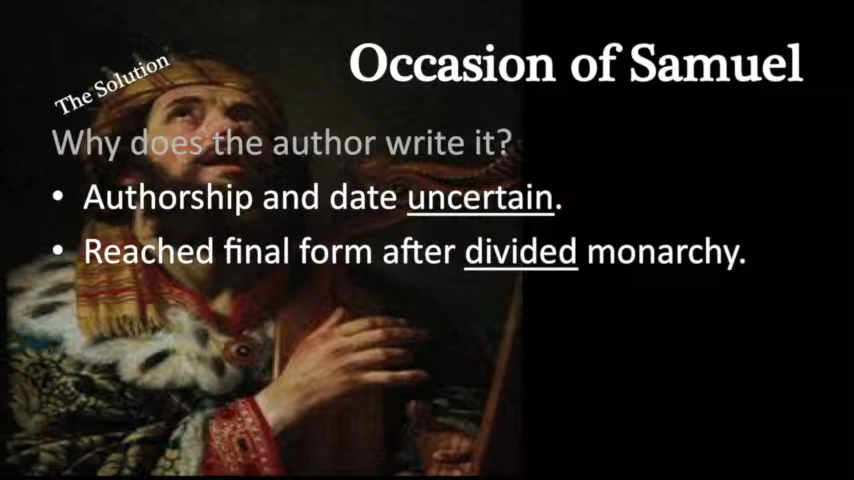 Occasion of Samuel
The Solution
Why does the author write it?
• Authorship and date uncertain.
• Reached final form after divided monarchy.